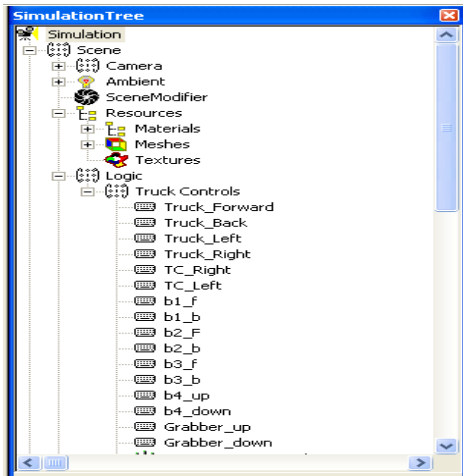 SimulationTree
Simulation
Scene
Camera
Ambient
SceneModifier
Resources
Materials
Meshes
Textures
Logic
Truck Controls
Truck_Forward
Truck_Back
Truck_Left
Truck_Right
TC_Right
TC_Left
b1_f
b1_b
b2_F
b2_b
b3_f
b3_b
b4_up
b4_down
Grabber_up
Grabber_down